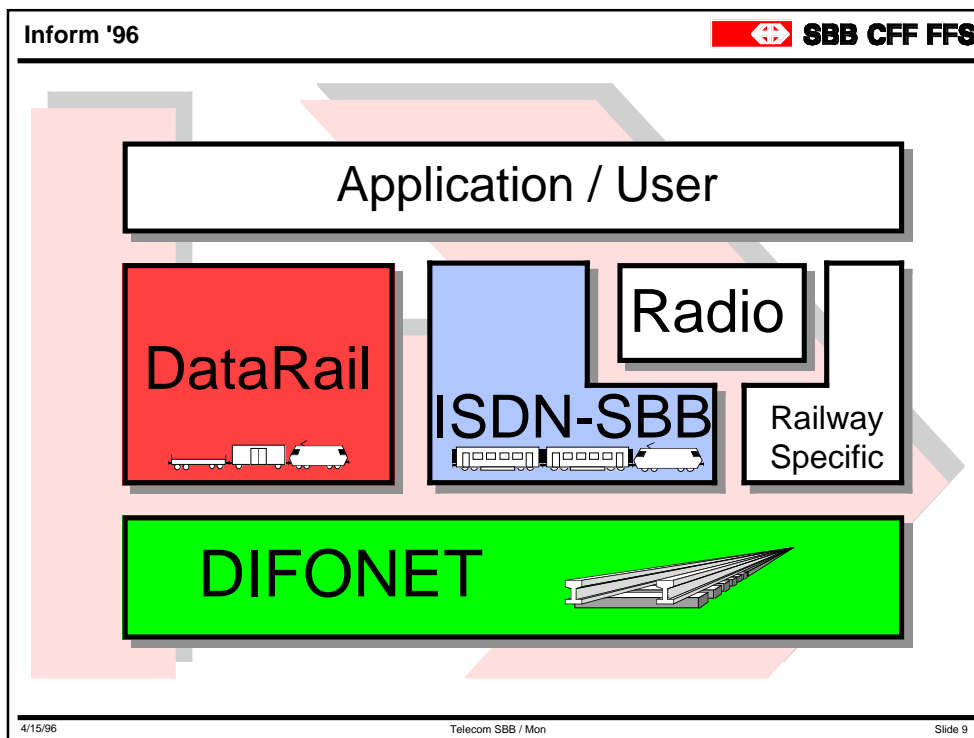 Inform '96
SBB CFF FFS
Application / User
DataRail
ISDN-SBB
Radio
Railway
Specific
DIFONET
4/15/96
Telecom SBB / Mon
Slide 9